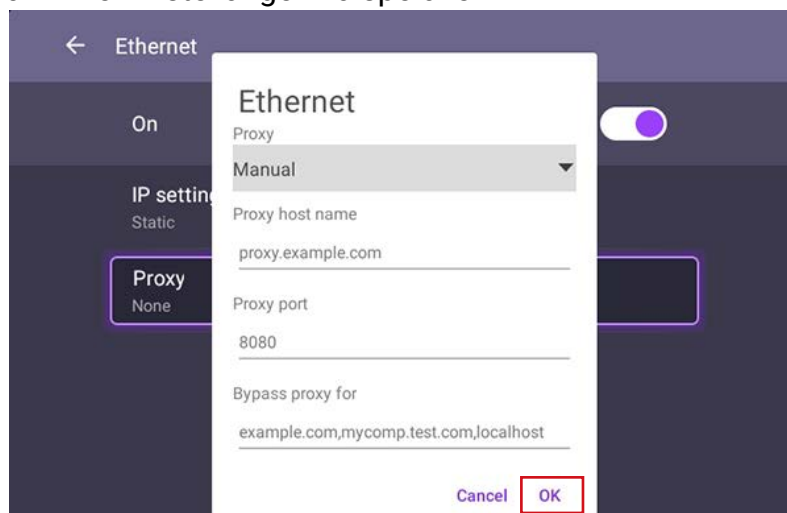 Ethernet
Ethernet
On
Proxy
Manual
IP setting
Static
Proxy host name
proxy.example.com
Proxy
None
Proxy port
8080
Bypass proxy for
example.com,mycomp.test.com,localhost
Cancel OK